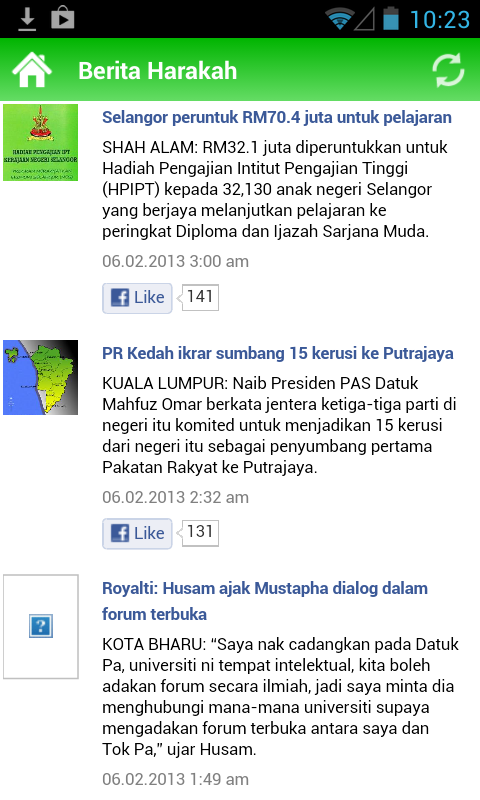 10:23
Berita Harakah
HADIAH PENGAJIAN IPT
KERAJAAN NEGERI SELANGOR
Selangor peruntuk RM70.4 juta untuk pelajaran
SHAH ALAM: RM32.1 juta diperuntukkan untuk
Hadiah Pengajian Intitut Pengajian Tinggi
(HPIPT) kepada 32,130 anak negeri Selangor
yang berjaya melanjutkan pelajaran ke
peringkat Diploma dan Ijazah Sarjana Muda.
06.02.2013 3:00 am
Like 141
PR Kedah ikrar sumbang 15 kerusi ke Putrajaya
KUALA LUMPUR: Naib Presiden PAS Datuk
Mahfuz Omar berkata jentera ketiga-tiga parti di
negeri itu komited untuk menjadikan 15 kerusi
dari negeri itu sebagai penyumbang pertama
Pakatan Rakyat ke Putrajaya.
06.02.2013 2:32 am
Like 131
Royalti: Husam ajak Mustapha dialog dalam
forum terbuka
KOTA BHARU: “Saya nak cadangkan pada Datuk
Pa, universiti ni tempat intelektual, kita boleh
adakan forum secara ilmiah, jadi saya minta dia
menghubungi mana-mana universiti supaya
mengadakan forum terbuka antara saya dan
Tok Pa,” ujar Husam.
06.02.2013 1:49 am